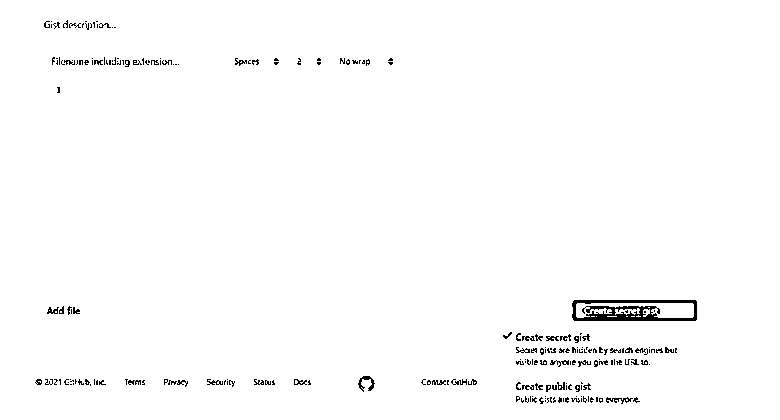 Gist description...
Filename including extension... Spaces 2 No wrap
1
Add file Create secret gist
Create secret gist
Secret gists are hidden by search engines but
visible to anyone you give the URL to.
© 2021 GitHub, Inc. Terms Privacy Security Status Docs Contact GitHub
Create public gist
Public gists are visible to everyone.